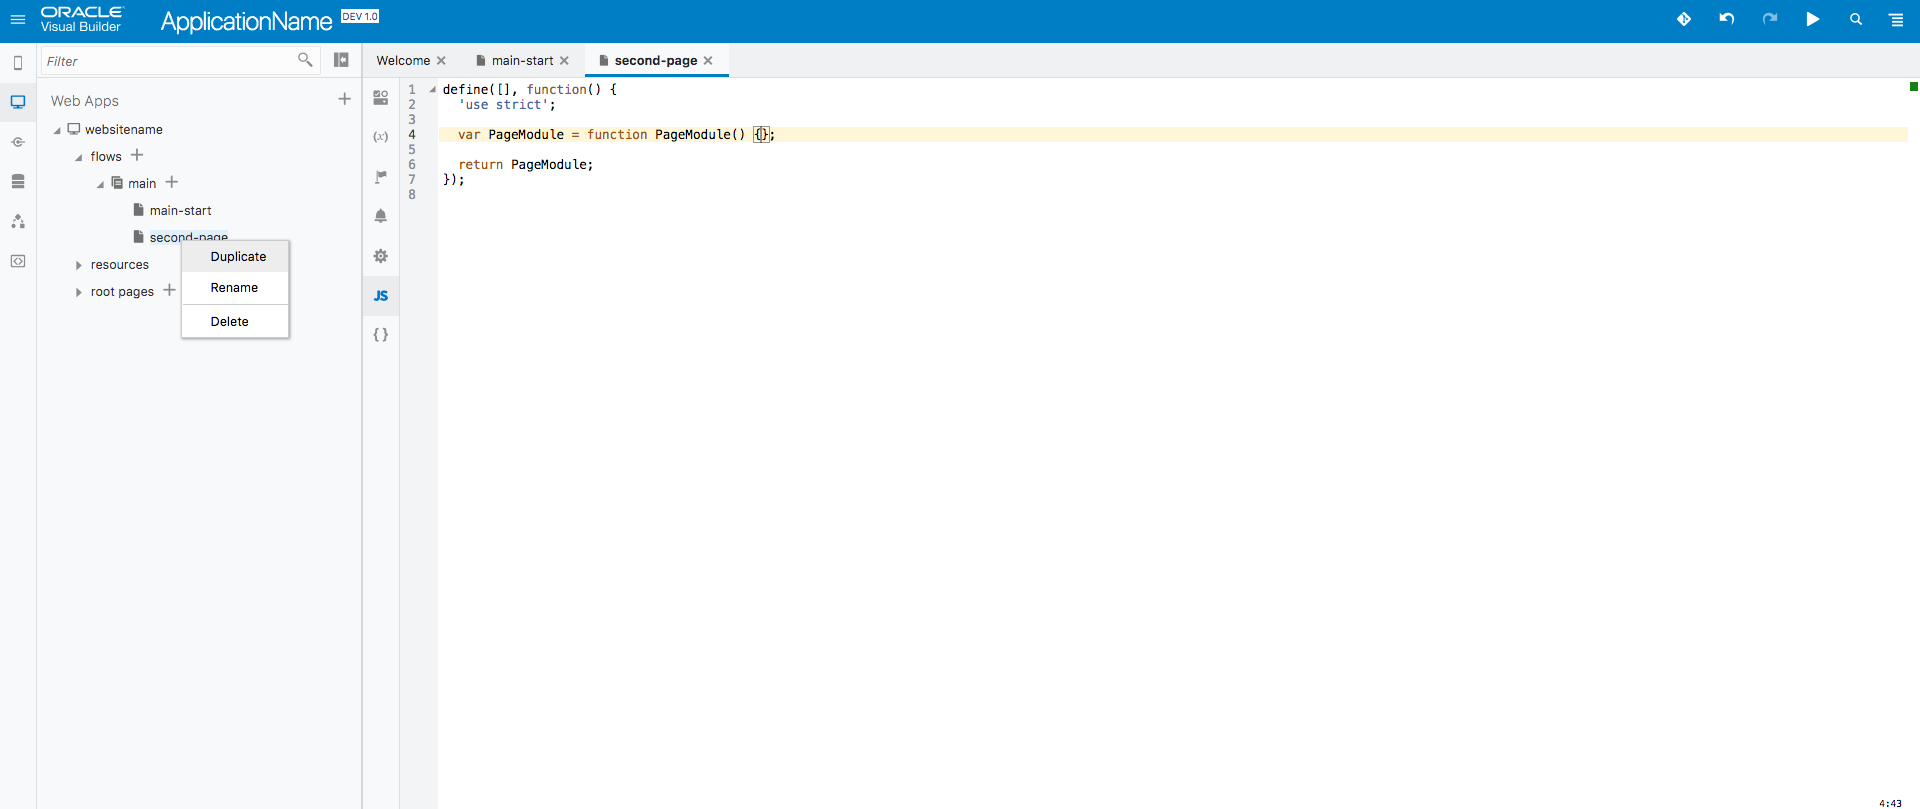 ORACLE
Visual Builder
ApplicationName
DEV 1.0
Filter
Welcome
main-start
second-page
Web Apps
websitename
flows
main
main-start
second-page
resources
root pages
Duplicate
Rename
Delete
(x)
JS
{ }
1 define([], function() {
2 'use strict';
3
4 var PageModule = function PageModule() {};
5
6 return PageModule;
7 });
8
4:43